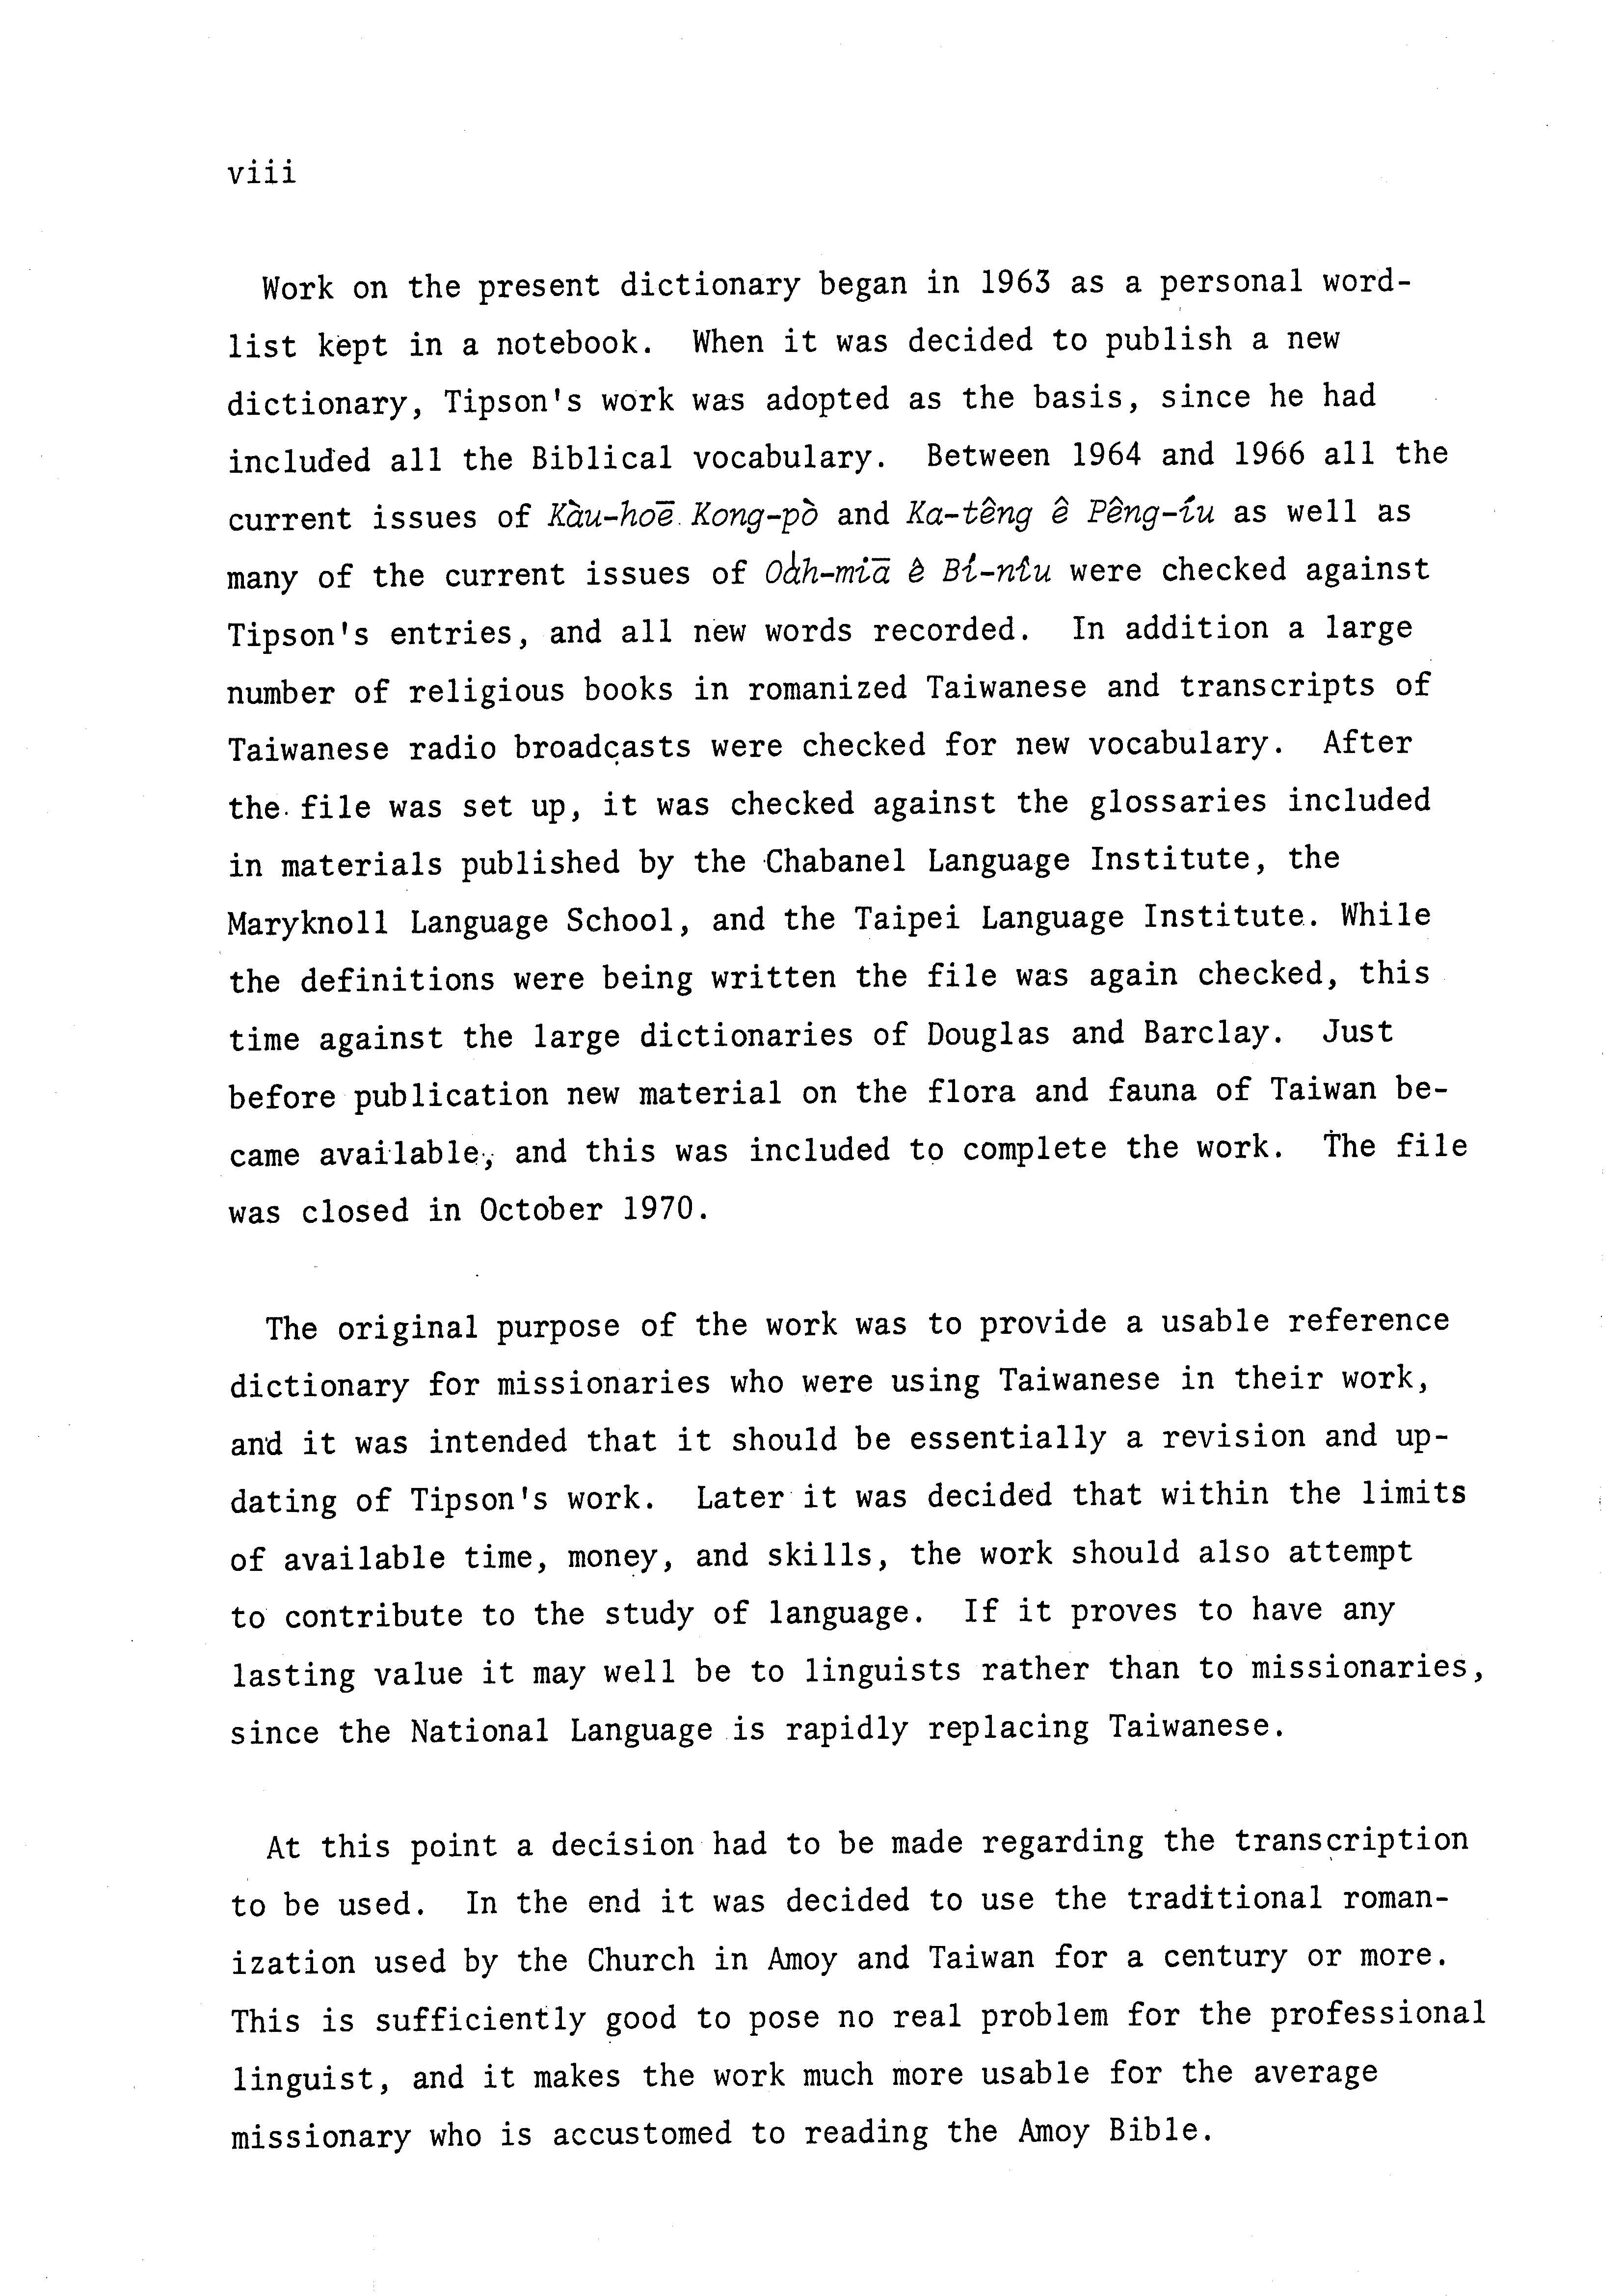 viii
Work on the present dictionary began in 1963 as a personal word-
list kept in a notebook. When it was decided to publish a new
dictionary, Tipson's work was adopted as the basis, since he had
included all the Biblical vocabulary. Between 1964 and 1966 all the
current issues of Kàu-hoē Kong-pò and Ka-têng ê Pêng-íu as well as
many of the current issues of Oa̍h-miā ê Bí-niû were checked against
Tipson's entries, and all new words recorded. In addition a large
number of religious books in romanized Taiwanese and transcripts of
Taiwanese radio broadcasts were checked for new vocabulary. After
the file was set up, it was checked against the glossaries included
in materials published by the Chabanel Language Institute, the
Maryknoll Language School, and the Taipei Language Institute. While
the definitions were being written the file was again checked, this
time against the large dictionaries of Douglas and Barclay. Just
before publication new material on the flora and fauna of Taiwan be-
came available, and this was included to complete the work. The file
was closed in October 1970.
The original purpose of the work was to provide a usable reference
dictionary for missionaries who were using Taiwanese in their work,
and it was intended that it should be essentially a revision and up-
dating of Tipson's work. Later it was decided that within the limits
of available time, money, and skills, the work should also attempt
to contribute to the study of language. If it proves to have any
lasting value it may well be to linguists rather than to missionaries,
since the National Language is rapidly replacing Taiwanese.
At this point a decision had to be made regarding the transcription
to be used. In the end it was decided to use the traditional roman-
ization used by the Church in Amoy and Taiwan for a century or more.
This is sufficiently good to pose no real problem for the professional
linguist, and it makes the work much more usable for the average
missionary who is accustomed to reading the Amoy Bible.